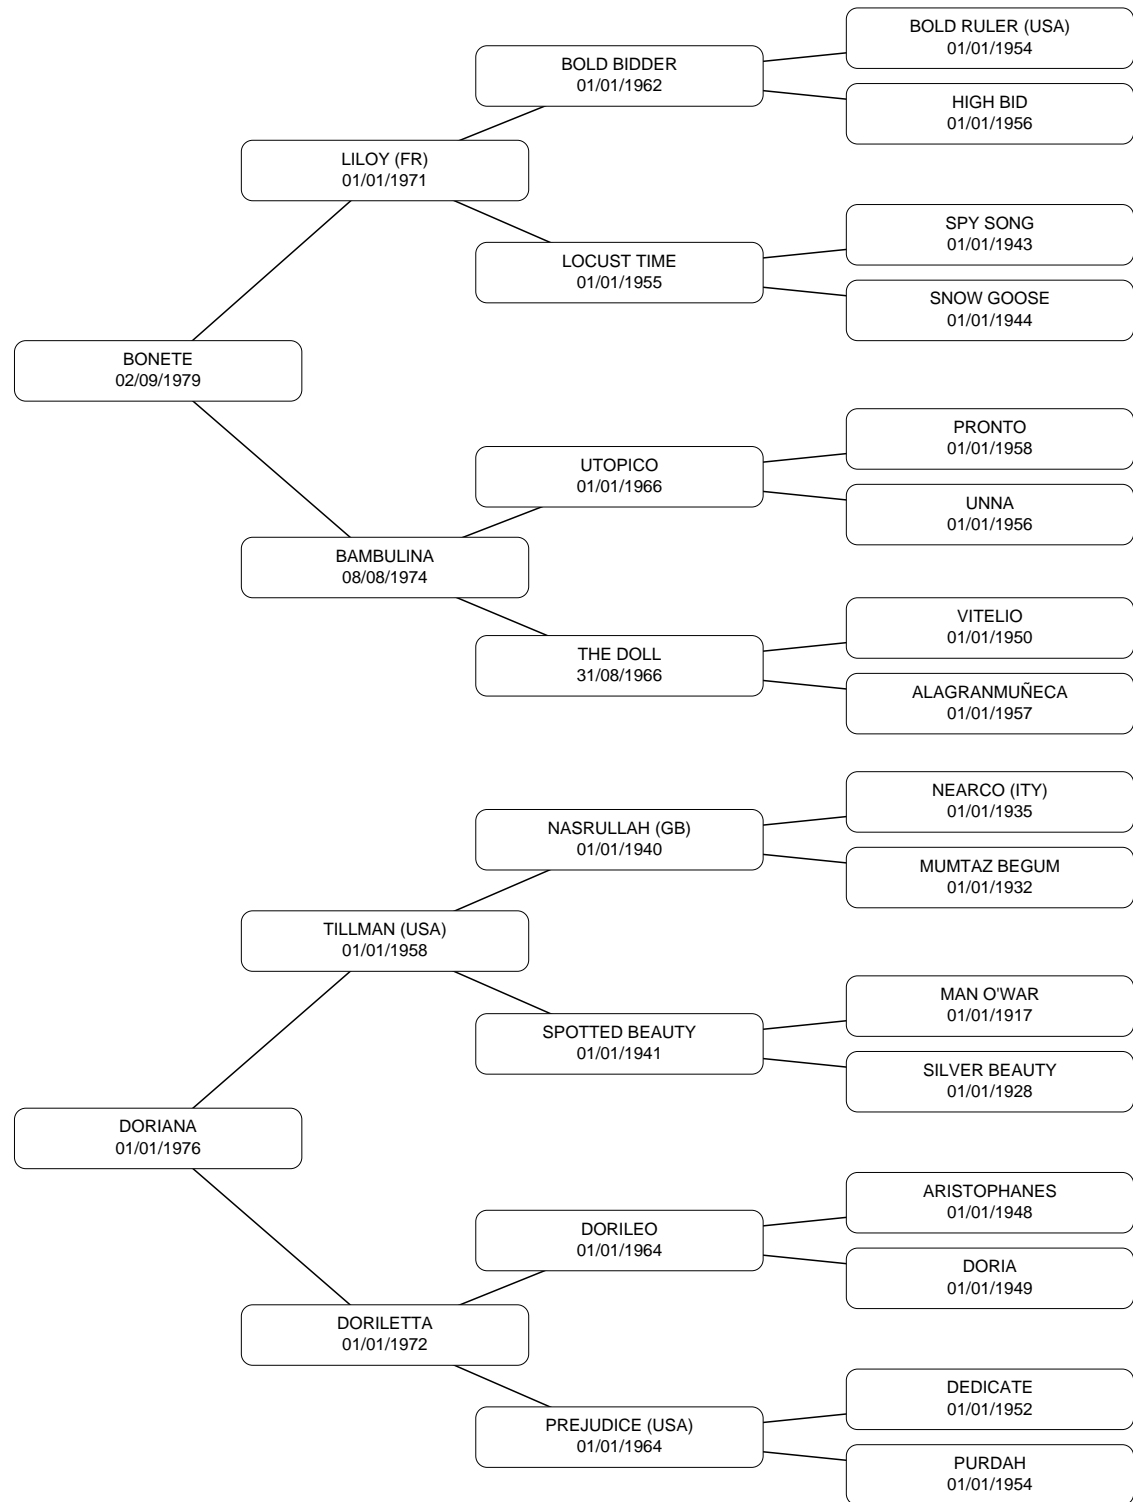 BOLD RULER (USA)
01/01/1954
BOLD BIDDER
01/01/1962
HIGH BID
01/01/1956
LILOY (FR)
01/01/1971
SPY SONG
01/01/1943
LOCUST TIME
01/01/1955
SNOW GOOSE
01/01/1944
BONETE
02/09/1979
PRONTO
01/01/1958
UTOPICO
01/01/1966
UNNA
01/01/1956
BAMBULINA
08/08/1974
VITELIO
01/01/1950
THE DOLL
31/08/1966
ALAGRANMUÑECA
01/01/1957
NEARCO (ITY)
01/01/1935
NASRULLAH (GB)
01/01/1940
MUMTAZ BEGUM
01/01/1932
TILLMAN (USA)
01/01/1958
MAN O'WAR
01/01/1917
SPOTTED BEAUTY
01/01/1941
SILVER BEAUTY
01/01/1928
DORIANA
01/01/1976
ARISTOPHANES
01/01/1948
DORILEO
01/01/1964
DORIA
01/01/1949
DORILETTA
01/01/1972
DEDICATE
01/01/1952
PREJUDICE (USA)
01/01/1964
PURDAH
01/01/1954